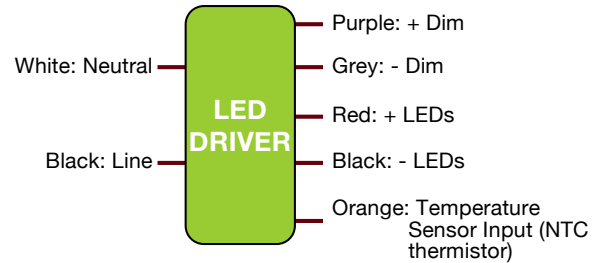 Purple: + Dim
White: Neutral
Grey: - Dim
LED
DRIVER
Red: + LEDs
Black: Line
Black: - LEDs
Orange: Temperature
Sensor Input (NTC
thermistor)